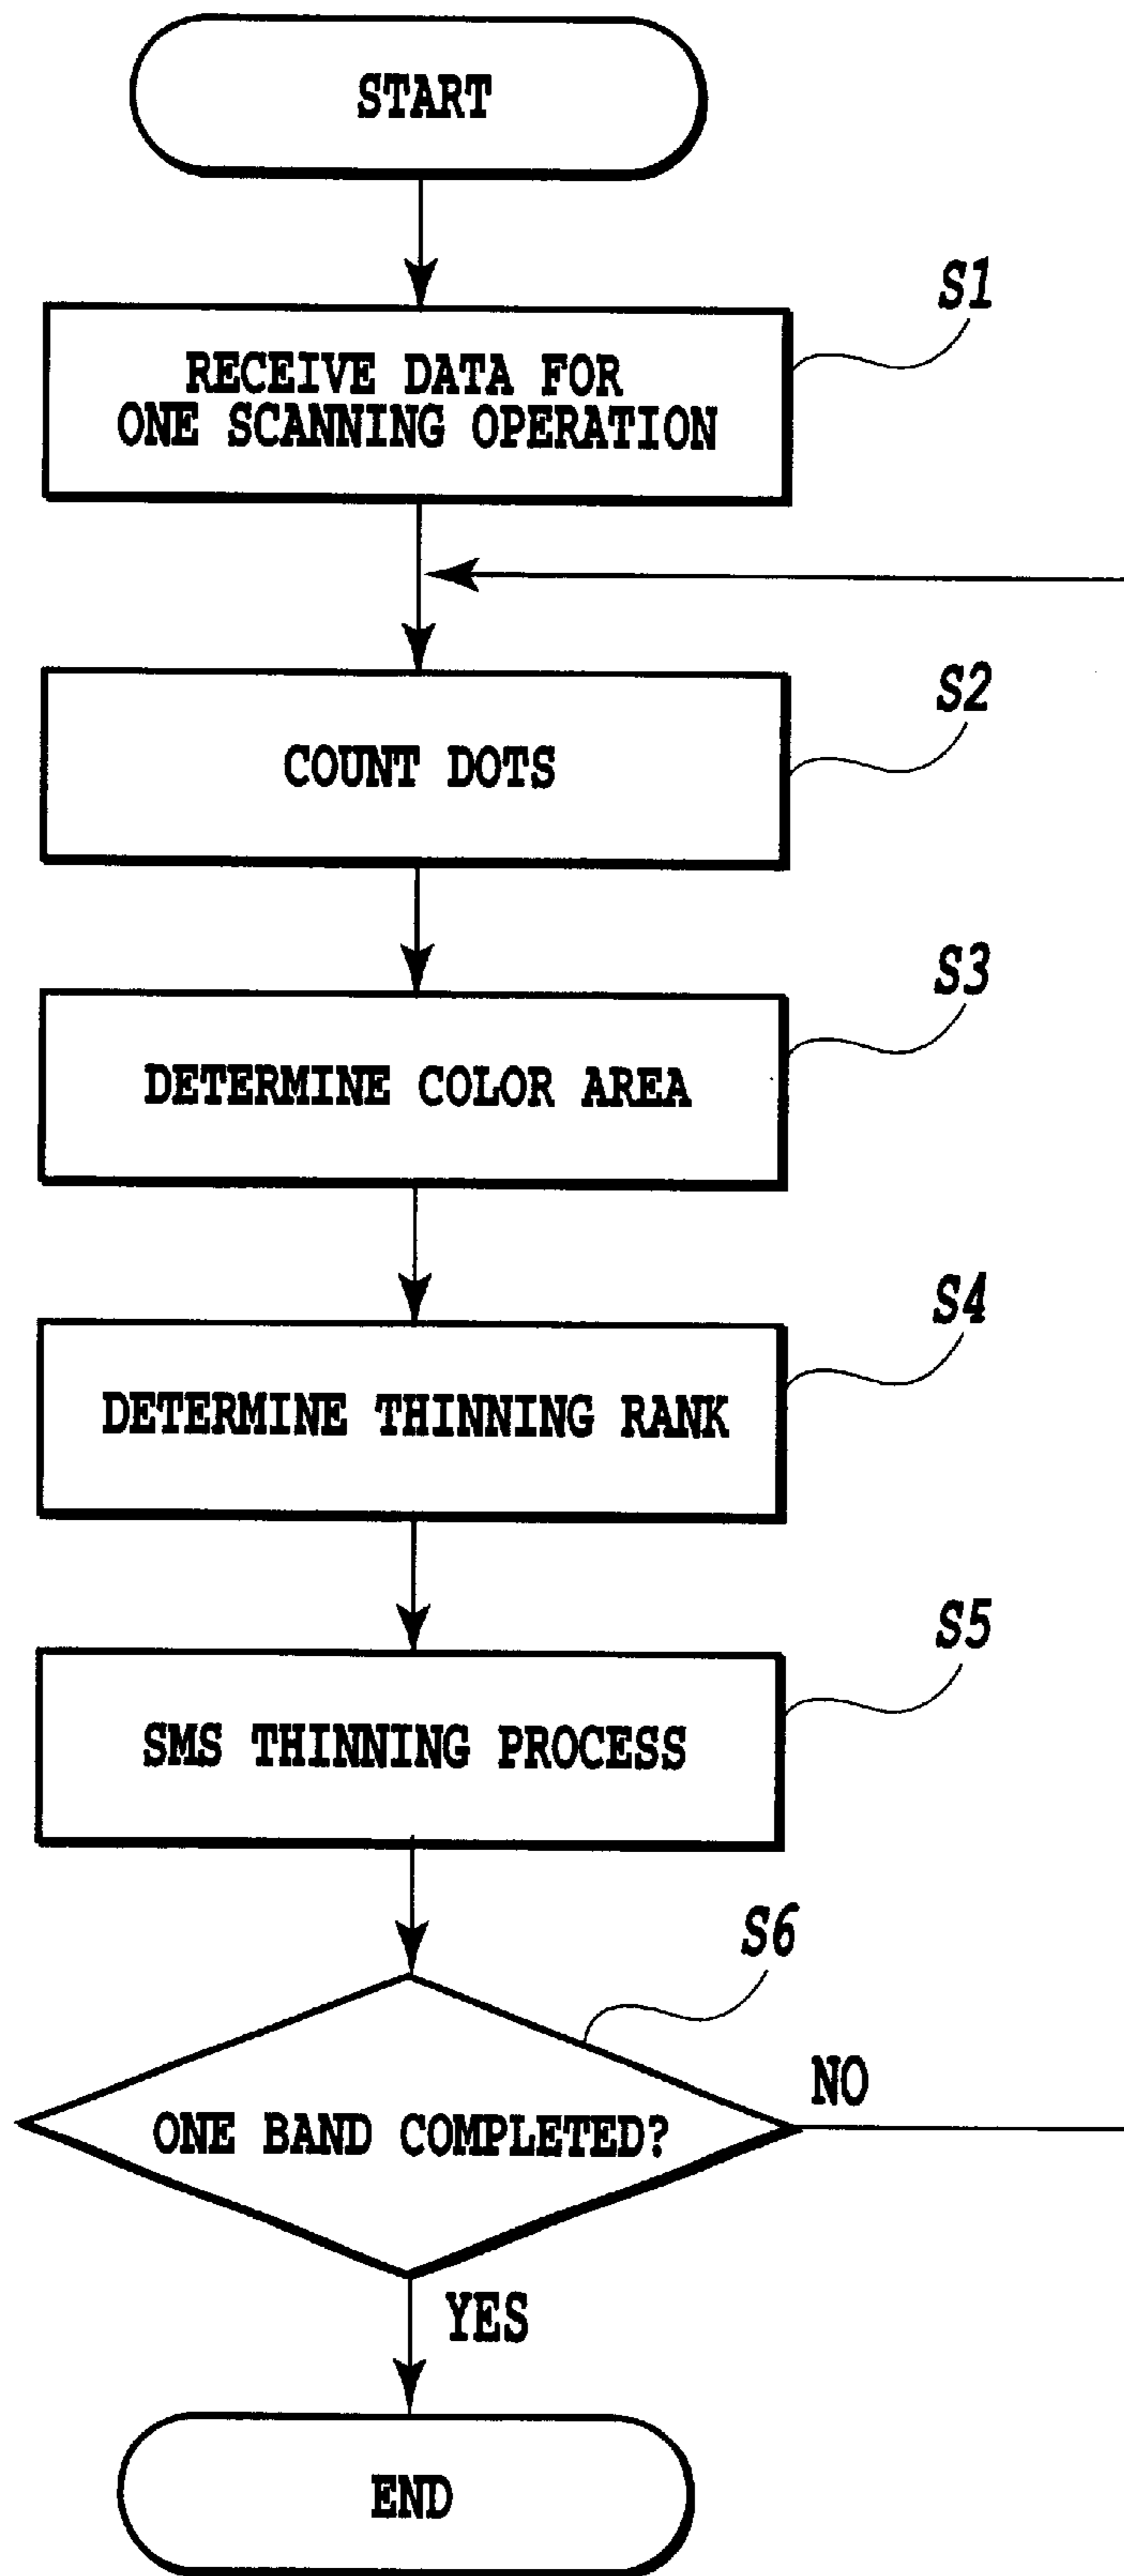 START
S1
RECEIVE DATA FOR
ONE SCANNING OPERATION
S2
COUNT DOTS
S3
DETERMINE COLOR AREA
S4
DETERMINE THINNING RANK
S5
SMS THINNING PROCESS
S6
NO
ONE BAND COMPLETED?
YES
END